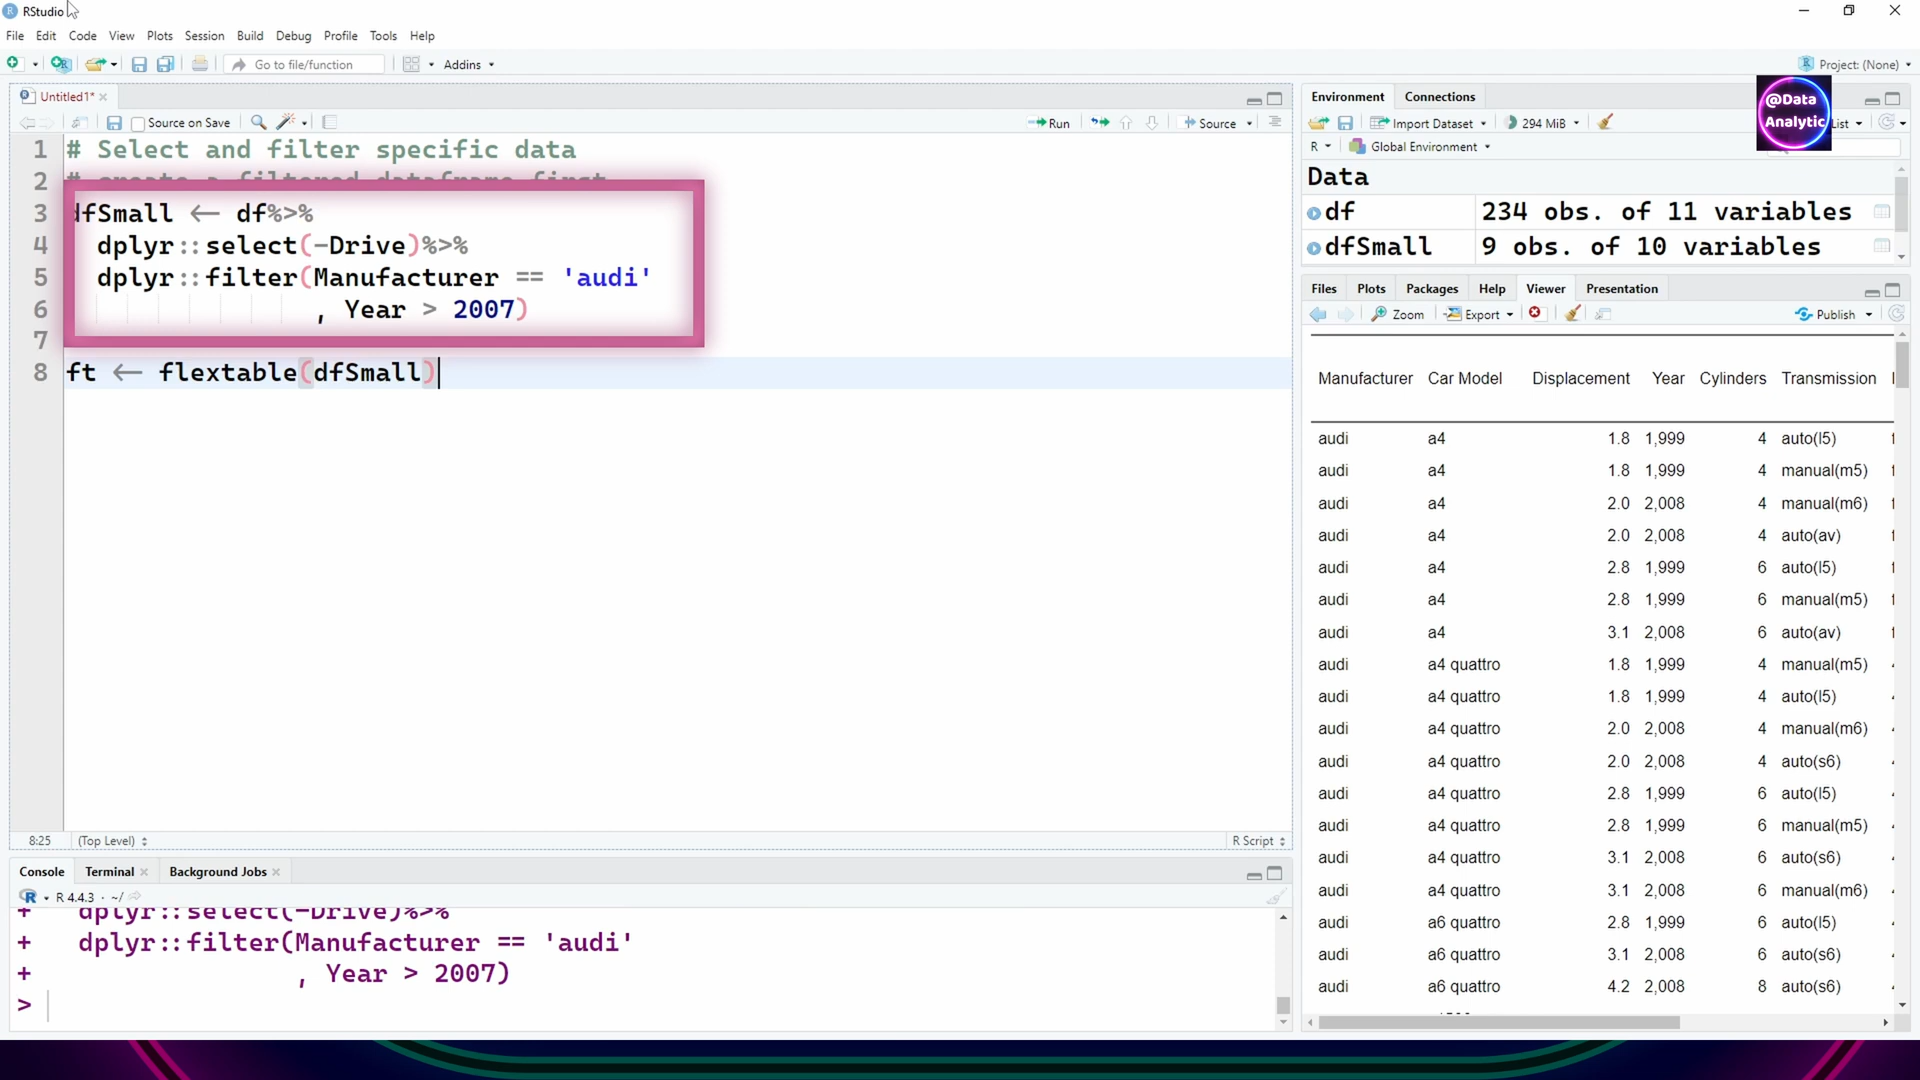 RStudio
File Edit Code View Plots Session Build Debug Profile Tools Help
Go to file/function Addins Project: (None)
Untitled1*
Source on Save Run Source
1 # Select and filter specific data
2 # create a filtered dataframe first
3 dfSmall <- df%>%
4 dplyr::select(-Drive)%>%
5 dplyr::filter(Manufacturer == 'audi'
6 , Year > 2007)
7
8 ft <- flextable(dfSmall)
8:25 (Top Level) R Script
Console Terminal Background Jobs
R 4.4.3 · ~/
+ dplyr::select(-Drive)%>%
+ dplyr::filter(Manufacturer == 'audi'
+ , Year > 2007)
>
Environment Connections
@Data
Analytic
Import Dataset 294 MiB List
R Global Environment
Data
df 234 obs. of 11 variables
dfSmall 9 obs. of 10 variables
Files Plots Packages Help Viewer Presentation
Zoom Export Publish
Manufacturer Car Model Displacement Year Cylinders Transmission
audi a4 1.8 1,999 4 auto(l5)
audi a4 1.8 1,999 4 manual(m5)
audi a4 2.0 2,008 4 manual(m6)
audi a4 2.0 2,008 4 auto(av)
audi a4 2.8 1,999 6 auto(l5)
audi a4 2.8 1,999 6 manual(m5)
audi a4 3.1 2,008 6 auto(av)
audi a4 quattro 1.8 1,999 4 manual(m5)
audi a4 quattro 1.8 1,999 4 auto(l5)
audi a4 quattro 2.0 2,008 4 manual(m6)
audi a4 quattro 2.0 2,008 4 auto(s6)
audi a4 quattro 2.8 1,999 6 auto(l5)
audi a4 quattro 2.8 1,999 6 manual(m5)
audi a4 quattro 3.1 2,008 6 auto(s6)
audi a4 quattro 3.1 2,008 6 manual(m6)
audi a6 quattro 2.8 1,999 6 auto(l5)
audi a6 quattro 3.1 2,008 6 auto(s6)
audi a6 quattro 4.2 2,008 8 auto(s6)